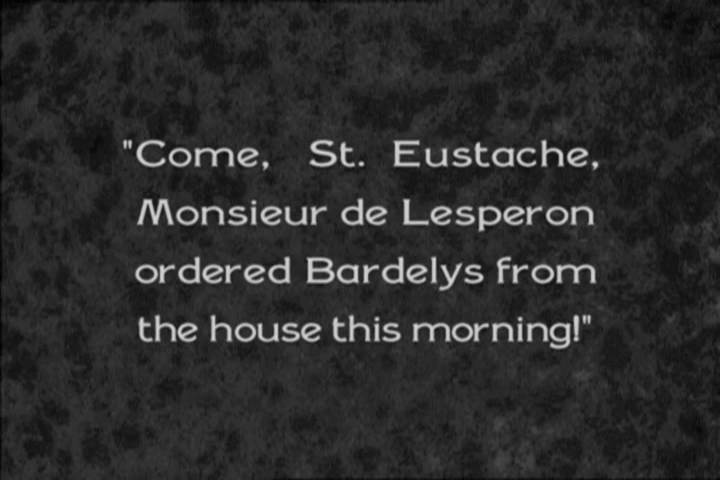 "Come, St. Eustache,
Monsieur de Lesperon
ordered Bardelys from
the house this morning!"